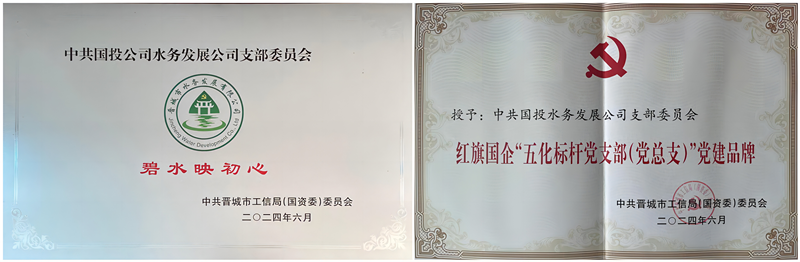 中共国投公司水务发展公司支部委员会
晋城市水务发展有限公司
Jincheng Water Development Co., Ltd
碧水映初心
中共晋城市工信局(国资委)委员会
二〇二四年六月
授予：中共国投水务发展公司支部委员会
红旗国企“五化标杆党支部(党总支)”党建品牌
中共晋城市工信局(国资委)委员会
二〇二四年六月